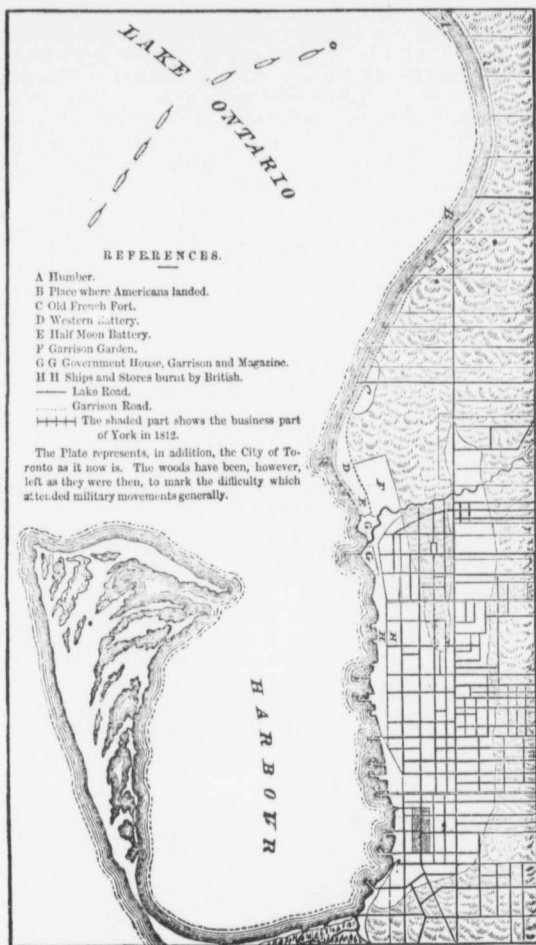 LAKE
ONTARIO
REFERENCES.
A Humber.
B Place where Americans landed.
C Old French Fort.
D Western Battery.
E Half Moon Battery.
F Garrison Garden.
G G Government House, Garrison and Magazine.
H H Ships and Stores burnt by British.
Lake Road.
Garrison Road.
The shaded part shows the business part
of York in 1812.
The Plate represents, in addition, the City of To-
ronto as it now is. The woods have been, however,
left as they were then, to mark the difficulty which
attended military movements generally.
A
B
C
D
E
F
G
G
H
H
HARBOUR